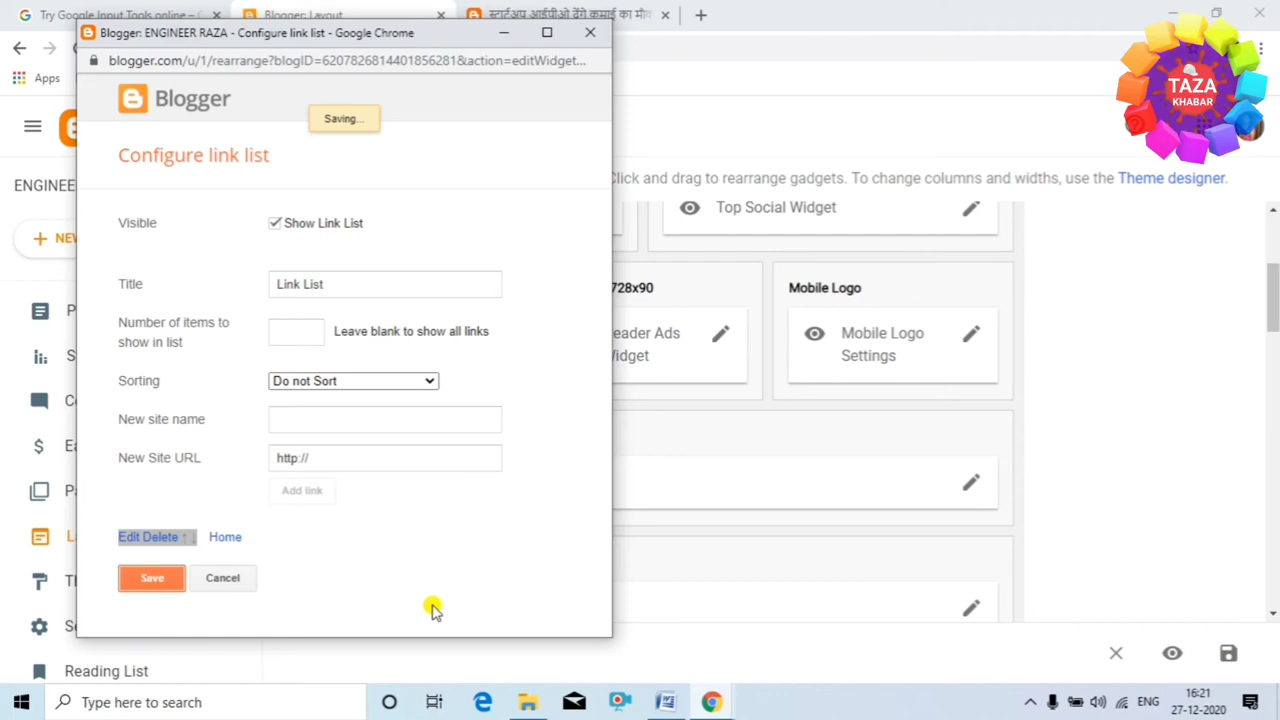 Try Google Input Tools online –
Blogger: Layout
स्टार्टअप आईपीओ देंगे कमाई का मौ
Blogger: ENGINEER RAZA - Configure link list - Google Chrome
blogger.com/u/1/rearrange?blogID=6207826814401856281&action=editWidget...
Apps
TAZA
KHABAR
Blogger
Saving...
Configure link list
ENGINEE
Click and drag to rearrange gadgets. To change columns and widths, use the Theme designer.
Visible
Show Link List
Top Social Widget
NEW
Title
Link List
728x90
Mobile Logo
Number of items to
show in list
Leave blank to show all links
eader Ads
Widget
Mobile Logo
Settings
Sorting
Do not Sort
New site name
New Site URL
http://
Add link
Edit Delete ↑ ↓ Home
Save
Cancel
Reading List
Type here to search
ENG
16:21
27-12-2020